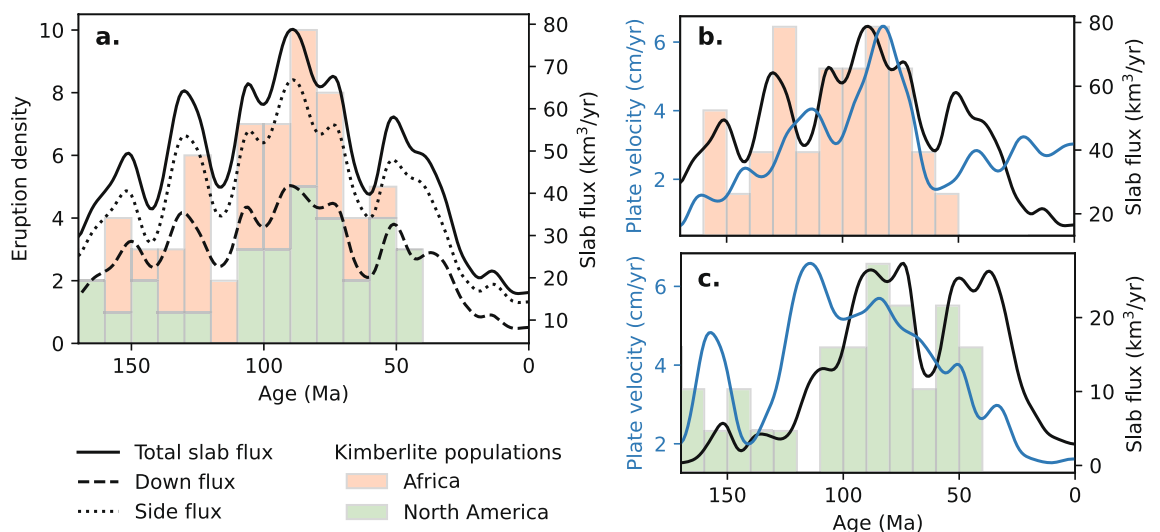 a.
10
8
6
4
2
0
Eruption density
80
70
60
50
40
30
20
10
Slab flux (km³/yr)
150
100
50
0
Age (Ma)
b.
6
4
2
Plate velocity (cm/yr)
80
60
40
20
Slab flux (km³/yr)
c.
6
4
2
Plate velocity (cm/yr)
20
10
0
Slab flux (km³/yr)
150
100
50
0
Age (Ma)
Total slab flux
Down flux
Side flux
Kimberlite populations
Africa
North America